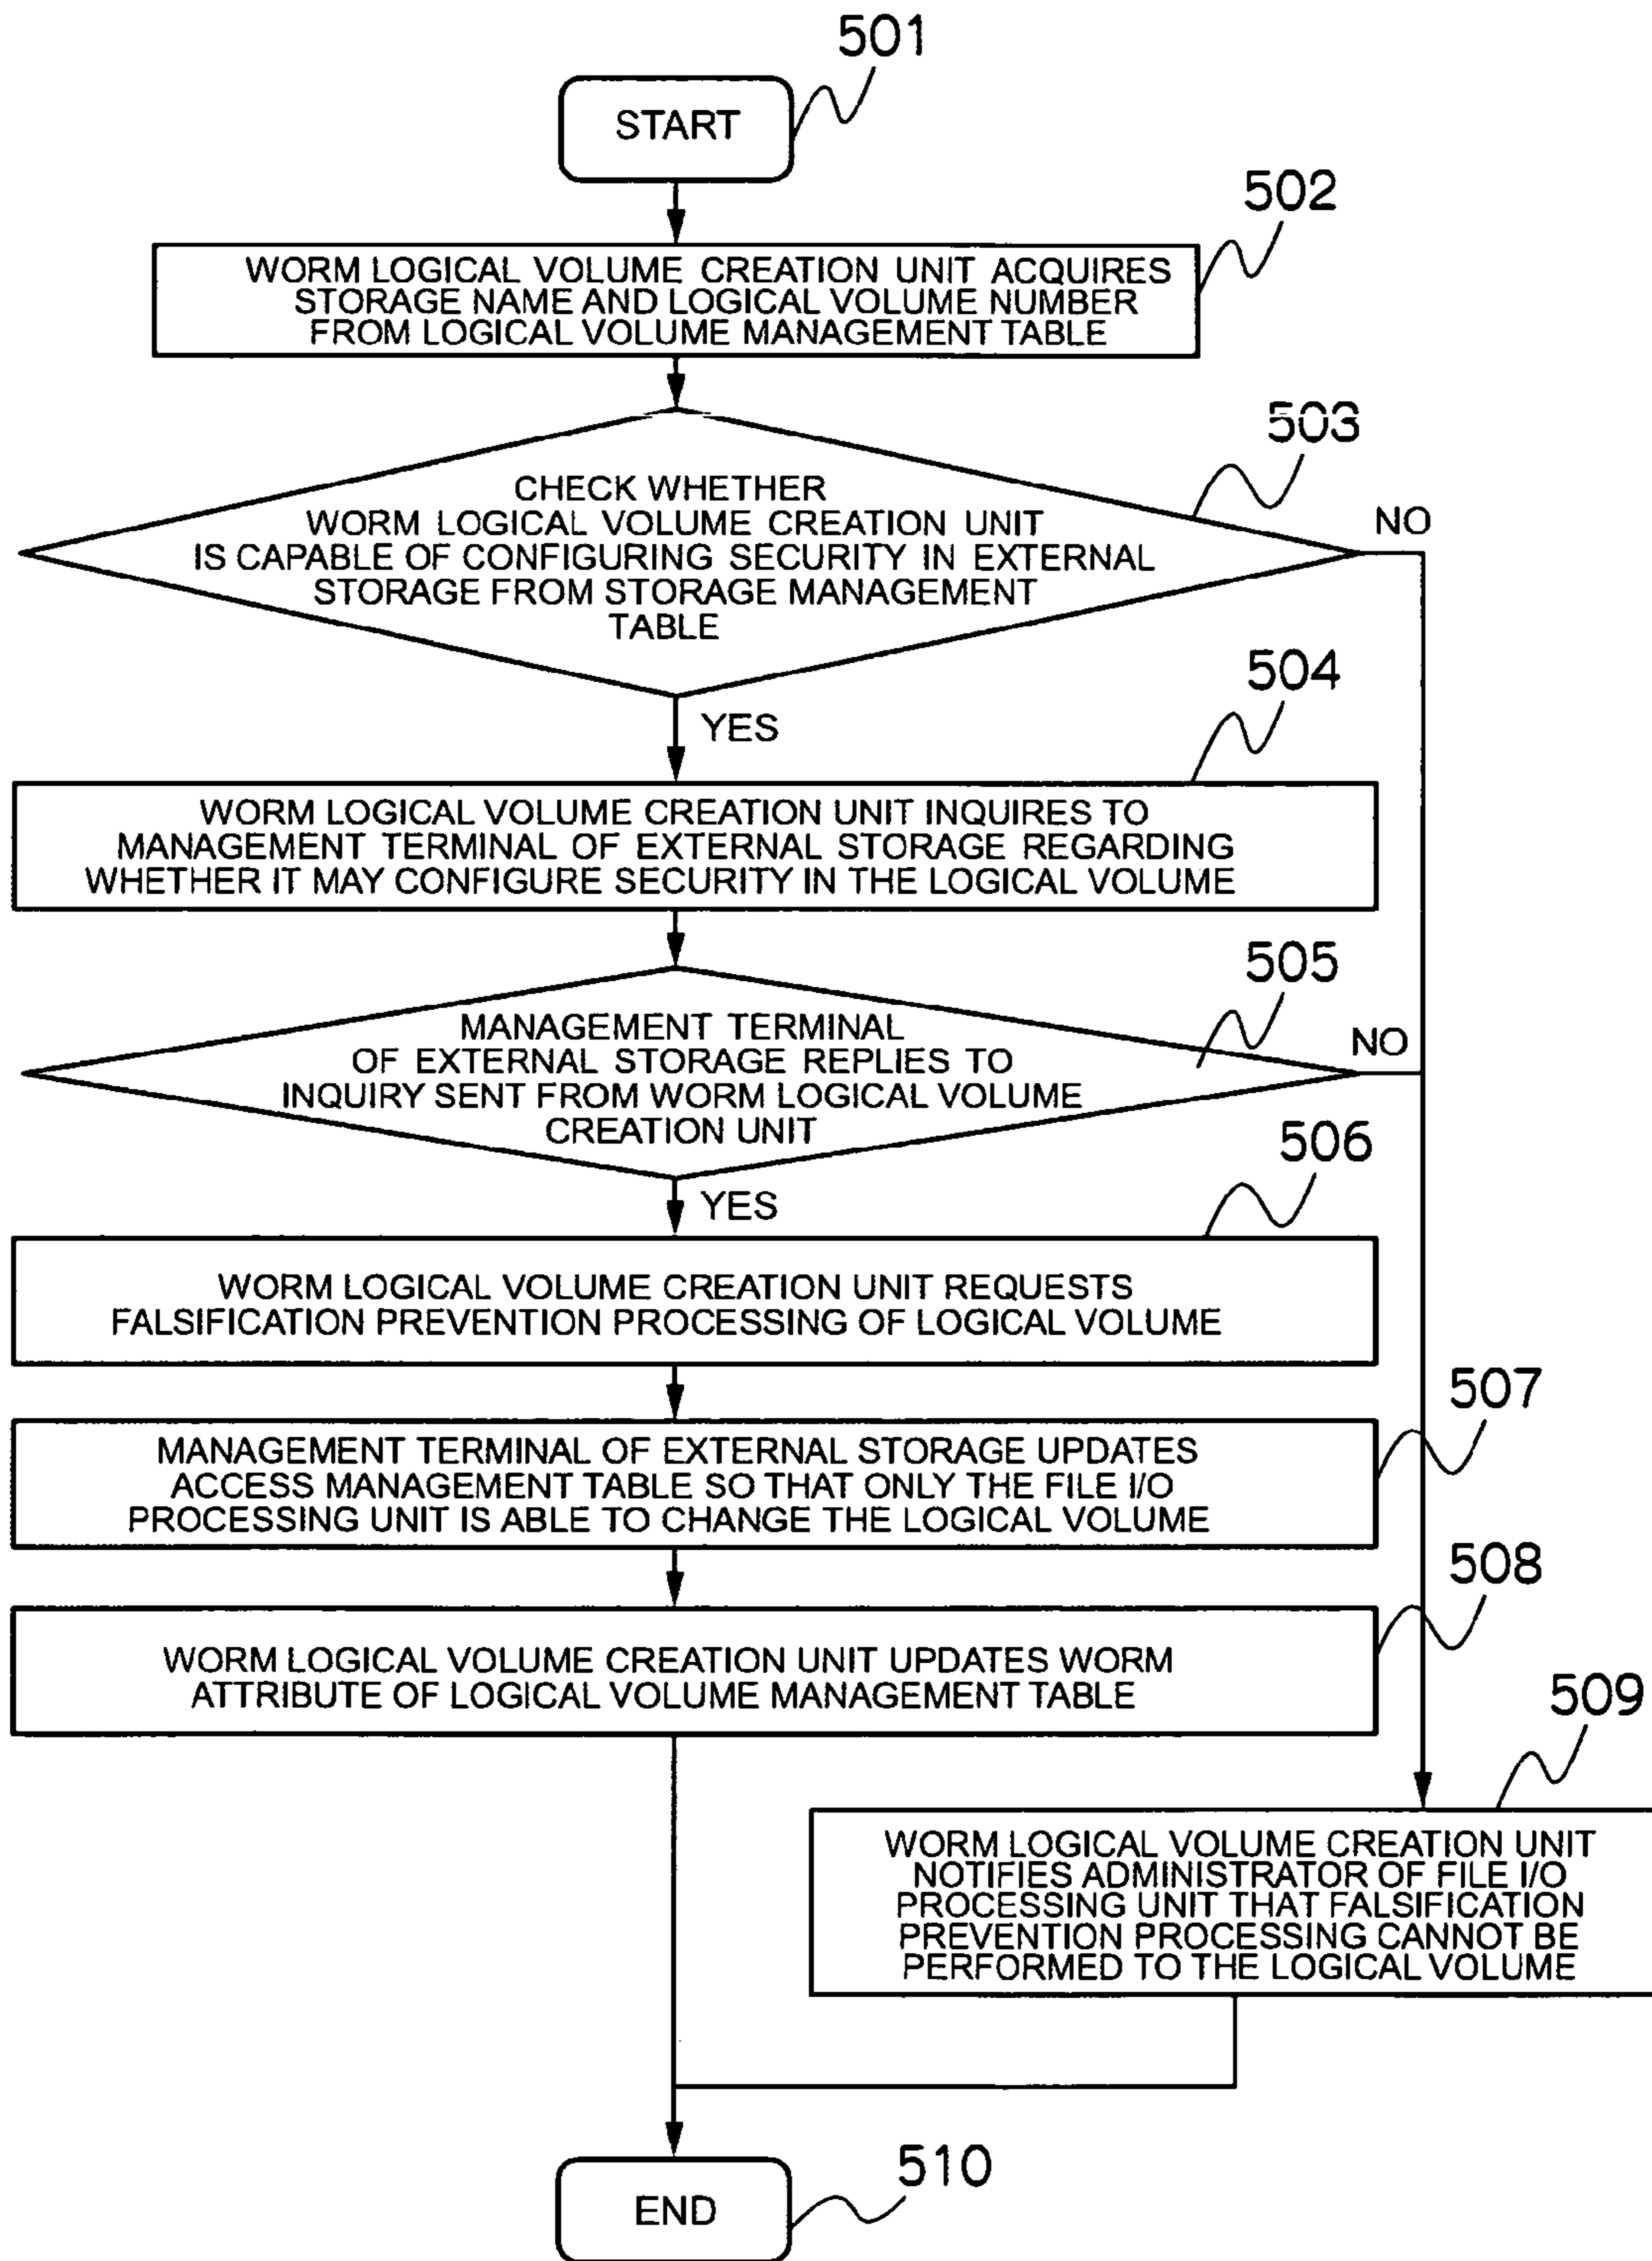 501
START
502
WORM LOGICAL VOLUME CREATION UNIT ACQUIRES
STORAGE NAME AND LOGICAL VOLUME NUMBER
FROM LOGICAL VOLUME MANAGEMENT TABLE
503
CHECK WHETHER
WORM LOGICAL VOLUME CREATION UNIT
IS CAPABLE OF CONFIGURING SECURITY IN EXTERNAL
STORAGE FROM STORAGE MANAGEMENT
TABLE
NO
YES
504
WORM LOGICAL VOLUME CREATION UNIT INQUIRES TO
MANAGEMENT TERMINAL OF EXTERNAL STORAGE REGARDING
WHETHER IT MAY CONFIGURE SECURITY IN THE LOGICAL VOLUME
505
MANAGEMENT TERMINAL
OF EXTERNAL STORAGE REPLIES TO
INQUIRY SENT FROM WORM LOGICAL VOLUME
CREATION UNIT
NO
YES
506
WORM LOGICAL VOLUME CREATION UNIT REQUESTS
FALSIFICATION PREVENTION PROCESSING OF LOGICAL VOLUME
507
MANAGEMENT TERMINAL OF EXTERNAL STORAGE UPDATES
ACCESS MANAGEMENT TABLE SO THAT ONLY THE FILE I/O
PROCESSING UNIT IS ABLE TO CHANGE THE LOGICAL VOLUME
508
WORM LOGICAL VOLUME CREATION UNIT UPDATES WORM
ATTRIBUTE OF LOGICAL VOLUME MANAGEMENT TABLE
509
WORM LOGICAL VOLUME CREATION UNIT
NOTIFIES ADMINISTRATOR OF FILE I/O
PROCESSING UNIT THAT FALSIFICATION
PREVENTION PROCESSING CANNOT BE
PERFORMED TO THE LOGICAL VOLUME
510
END